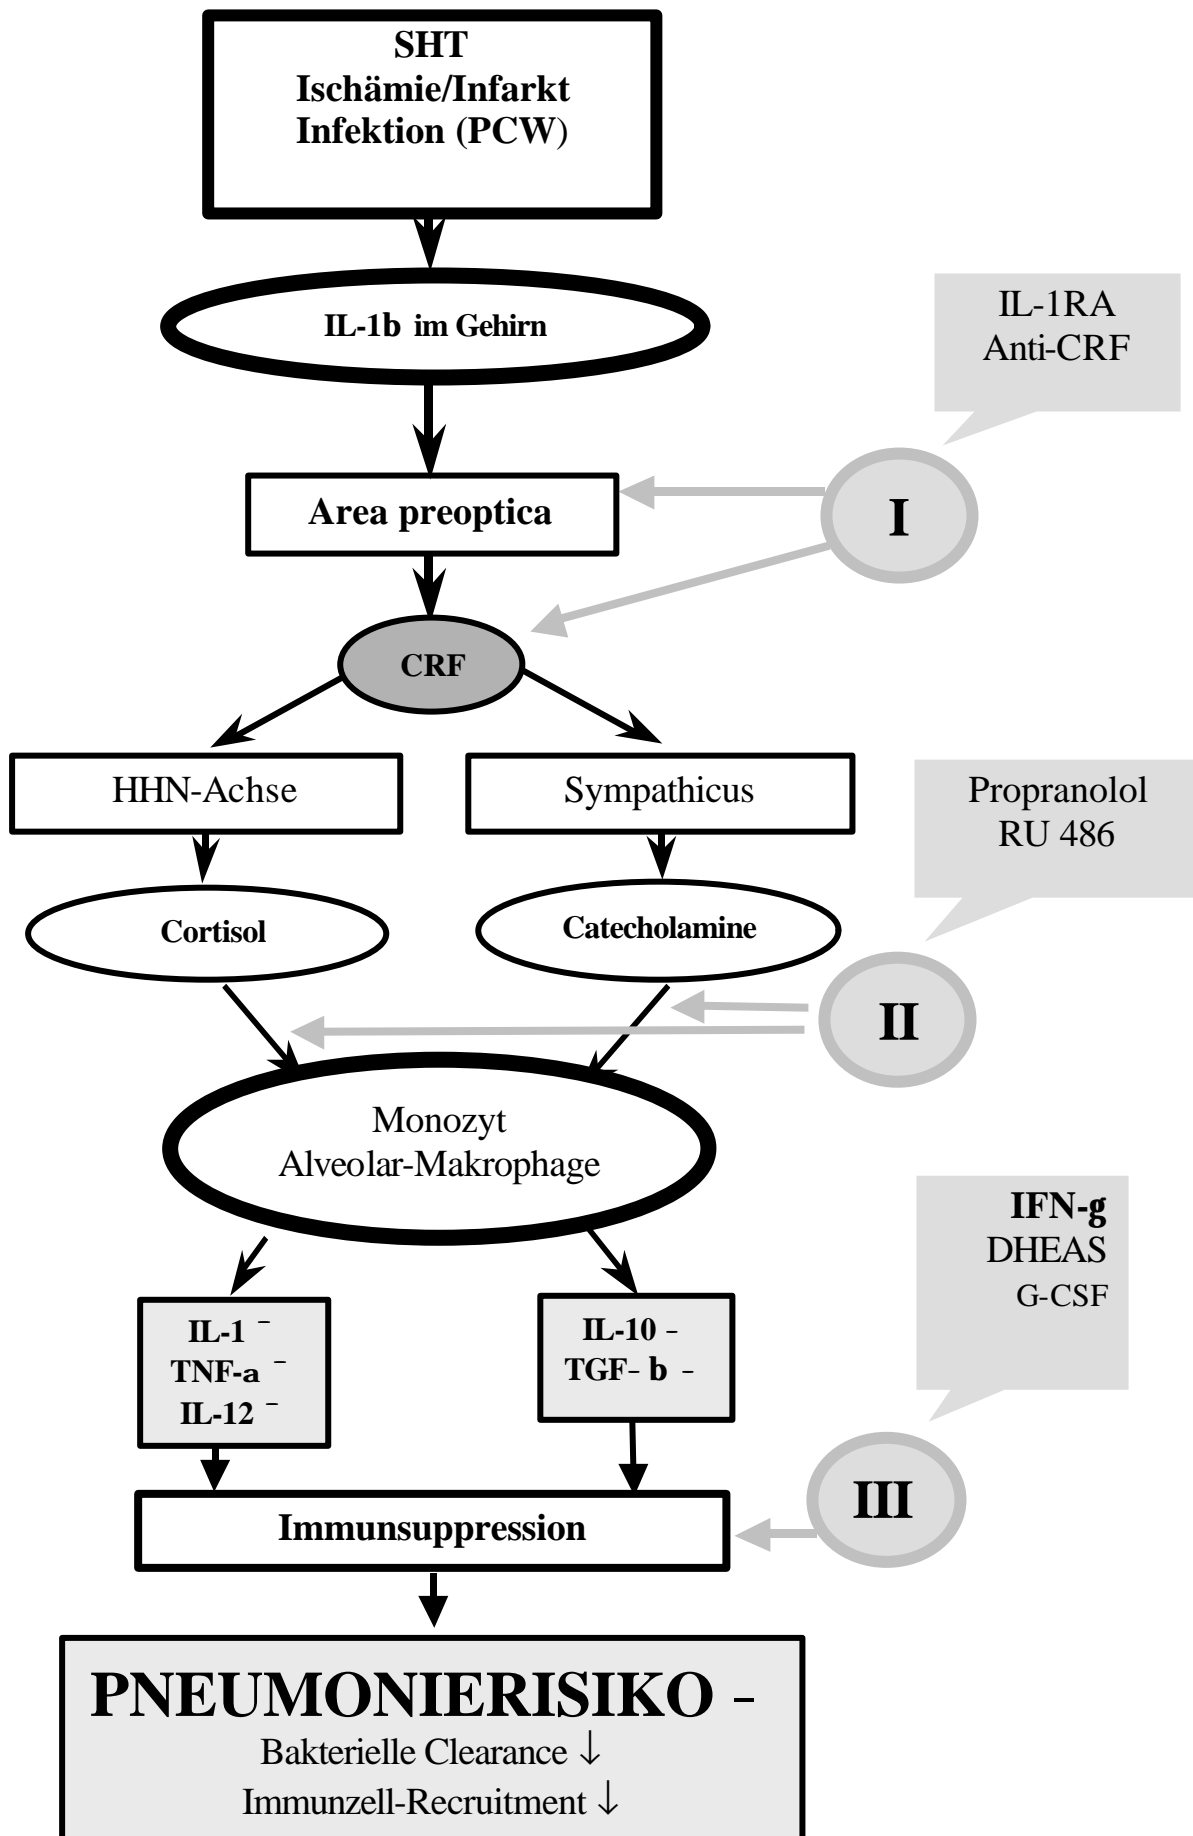 SHT
Ischämie/Infarkt
Infektion (PCW)
IL-1b im Gehirn
IL-1RA
Anti-CRF
Area preoptica
I
CRF
HHN-Achse
Sympathicus
Propranolol
RU 486
Cortisol
Catecholamine
II
Monozyt
Alveolar-Makrophage
IFN-g
DHEAS
G-CSF
IL-1 ¯
TNF-a ¯
IL-12 ¯
IL-10 -
TGF- b -
III
Immunsuppression
PNEUMONIERISIKO -
Bakterielle Clearance ↓
Immunzell-Recruitment ↓